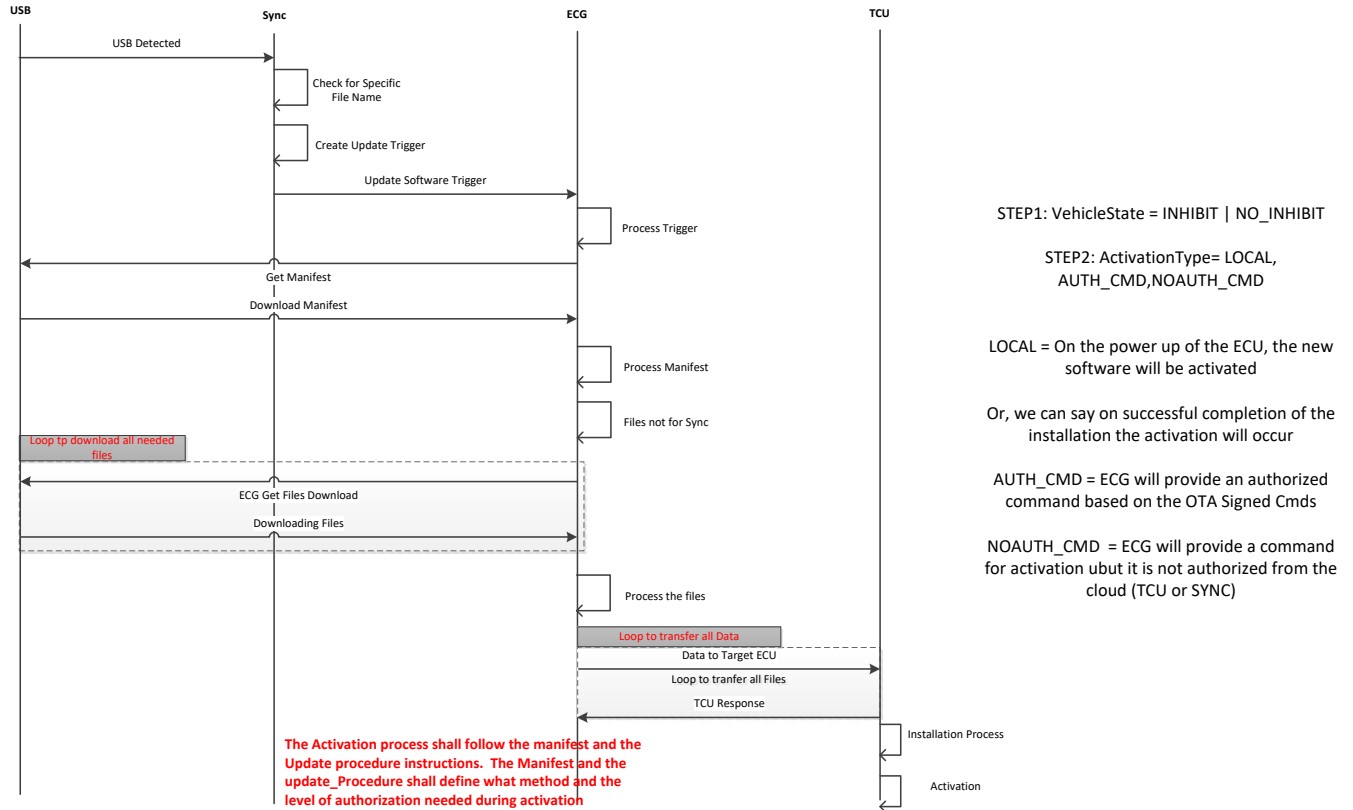 USB
Sync
ECG
TCU
USB Detected
Check for Specific
File Name
Create Update Trigger
Update Software Trigger
Process Trigger
Get Manifest
Download Manifest
Process Manifest
Files not for Sync
Loop tp download all needed
files
ECG Get Files Download
Downloading Files
Process the files
Loop to transfer all Data
Data to Target ECU
Loop to tranfer all Files
TCU Response
Installation Process
Activation
The Activation process shall follow the manifest and the
Update procedure instructions.  The Manifest and the
update_Procedure shall define what method and the
level of authorization needed during activation
STEP1: VehicleState = INHIBIT | NO_INHIBIT
STEP2: ActivationType= LOCAL,
AUTH_CMD,NOAUTH_CMD
LOCAL = On the power up of the ECU, the new
software will be activated
Or, we can say on successful completion of the
installation the activation will occur
AUTH_CMD = ECG will provide an authorized
command based on the OTA Signed Cmds
NOAUTH_CMD  = ECG will provide a command
for activation ubut it is not authorized from the
cloud (TCU or SYNC)